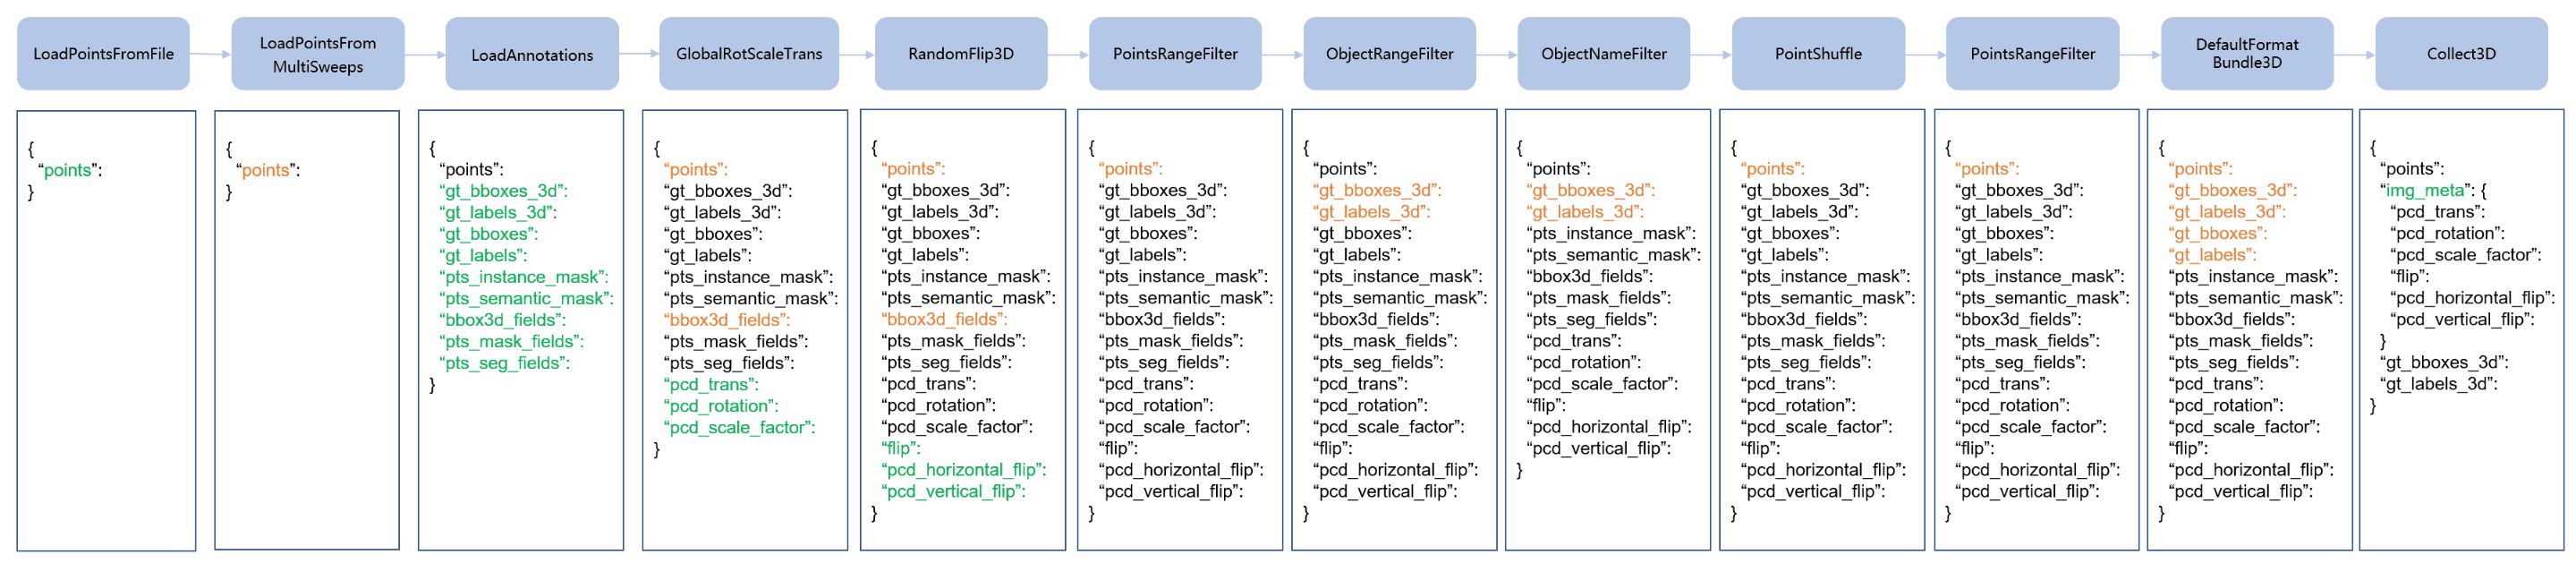 LoadPointsFromFile
LoadPointsFrom
MultiSweeps
LoadAnnotations
GlobalRotScaleTrans
RandomFlip3D
PointsRangeFilter
ObjectRangeFilter
ObjectNameFilter
PointShuffle
PointsRangeFilter
DefaultFormat
Bundle3D
Collect3D
{
“points”:
}
{
“points”:
}
{
“points”:
“gt_bboxes_3d”:
“gt_labels_3d”:
“gt_bboxes”:
“gt_labels”:
“pts_instance_mask”:
“pts_semantic_mask”:
“bbox3d_fields”:
“pts_mask_fields”:
“pts_seg_fields”:
}
{
“points”:
“gt_bboxes_3d”:
“gt_labels_3d”:
“gt_bboxes”:
“gt_labels”:
“pts_instance_mask”:
“pts_semantic_mask”:
“bbox3d_fields”:
“pts_mask_fields”:
“pts_seg_fields”:
“pcd_trans”:
“pcd_rotation”:
“pcd_scale_factor”:
}
{
“points”:
“gt_bboxes_3d”:
“gt_labels_3d”:
“gt_bboxes”:
“gt_labels”:
“pts_instance_mask”:
“pts_semantic_mask”:
“bbox3d_fields”:
“pts_mask_fields”:
“pts_seg_fields”:
“pcd_trans”:
“pcd_rotation”:
“pcd_scale_factor”:
“flip”:
“pcd_horizontal_flip”:
“pcd_vertical_flip”:
}
{
“points”:
“gt_bboxes_3d”:
“gt_labels_3d”:
“gt_bboxes”:
“gt_labels”:
“pts_instance_mask”:
“pts_semantic_mask”:
“bbox3d_fields”:
“pts_mask_fields”:
“pts_seg_fields”:
“pcd_trans”:
“pcd_rotation”:
“pcd_scale_factor”:
“flip”:
“pcd_horizontal_flip”:
“pcd_vertical_flip”:
}
{
“points”:
“gt_bboxes_3d”:
“gt_labels_3d”:
“gt_bboxes”:
“gt_labels”:
“pts_instance_mask”:
“pts_semantic_mask”:
“bbox3d_fields”:
“pts_mask_fields”:
“pts_seg_fields”:
“pcd_trans”:
“pcd_rotation”:
“pcd_scale_factor”:
“flip”:
“pcd_horizontal_flip”:
“pcd_vertical_flip”:
}
{
“points”:
“gt_bboxes_3d”:
“gt_labels_3d”:
“pts_instance_mask”:
“pts_semantic_mask”:
“bbox3d_fields”:
“pts_mask_fields”:
“pts_seg_fields”:
“pcd_trans”:
“pcd_rotation”:
“pcd_scale_factor”:
“flip”:
“pcd_horizontal_flip”:
“pcd_vertical_flip”:
}
{
“points”:
“gt_bboxes_3d”:
“gt_labels_3d”:
“gt_bboxes”:
“gt_labels”:
“pts_instance_mask”:
“pts_semantic_mask”:
“bbox3d_fields”:
“pts_mask_fields”:
“pts_seg_fields”:
“pcd_trans”:
“pcd_rotation”:
“pcd_scale_factor”:
“flip”:
“pcd_horizontal_flip”:
“pcd_vertical_flip”:
}
{
“points”:
“gt_bboxes_3d”:
“gt_labels_3d”:
“gt_bboxes”:
“gt_labels”:
“pts_instance_mask”:
“pts_semantic_mask”:
“bbox3d_fields”:
“pts_mask_fields”:
“pts_seg_fields”:
“pcd_trans”:
“pcd_rotation”:
“pcd_scale_factor”:
“flip”:
“pcd_horizontal_flip”:
“pcd_vertical_flip”:
}
{
“points”:
“gt_bboxes_3d”:
“gt_labels_3d”:
“gt_bboxes”:
“gt_labels”:
“pts_instance_mask”:
“pts_semantic_mask”:
“bbox3d_fields”:
“pts_mask_fields”:
“pts_seg_fields”:
“pcd_trans”:
“pcd_rotation”:
“pcd_scale_factor”:
“flip”:
“pcd_horizontal_flip”:
“pcd_vertical_flip”:
}
{
“points”:
“img_meta”: {
“pcd_trans”:
“pcd_rotation”:
“pcd_scale_factor”:
“flip”:
“pcd_horizontal_flip”:
“pcd_vertical_flip”:
}
“gt_bboxes_3d”:
“gt_labels_3d”:
}